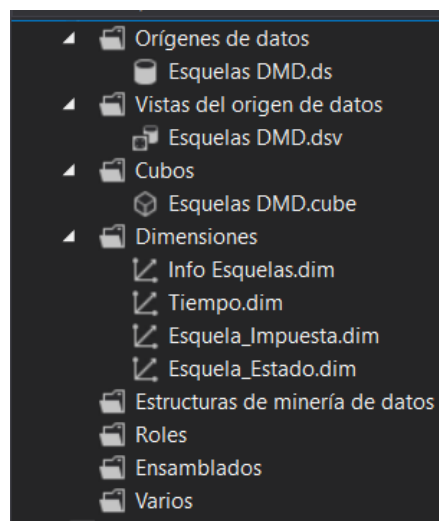 Orígenes de datos
Esquelas DMD.ds
Vistas del origen de datos
Esquelas DMD.dsv
Cubos
Esquelas DMD.cube
Dimensiones
Info Esquelas.dim
Tiempo.dim
Esquela_Impuesta.dim
Esquela_Estado.dim
Estructuras de minería de datos
Roles
Ensamblados
Varios